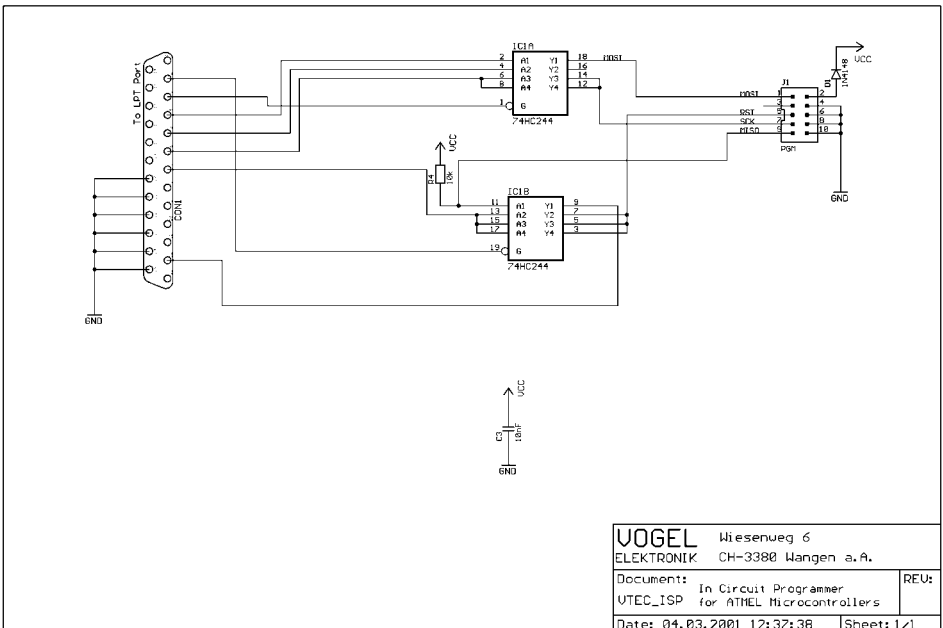 To LPT Port
CON1
GND
IC1A
2 A1 Y1 18 MOSI
4 A2 Y2 16
6 A3 Y3 14
8 A4 Y4 12
1 G
74HC244
VCC
R4
10k
IC1B
11 A1 Y1 9
13 A2 Y2 7
15 A3 Y3 5
17 A4 Y4 3
19 G
74HC244
VCC
D1
1N4148
J1
MOSI 1 2
3 4
RST 5 6
SCK 7 8
MISO 9 10
PGM
GND
VCC
C3
10nF
GND
VOGEL Wiesenweg 6
ELEKTRONIK CH-3380 Wangen a.A.
Document: REV:
In Circuit Programmer
VTEC_ISP for ATMEL Microcontrollers
Date: 04.03.2001 12:37:38 Sheet: 1/1